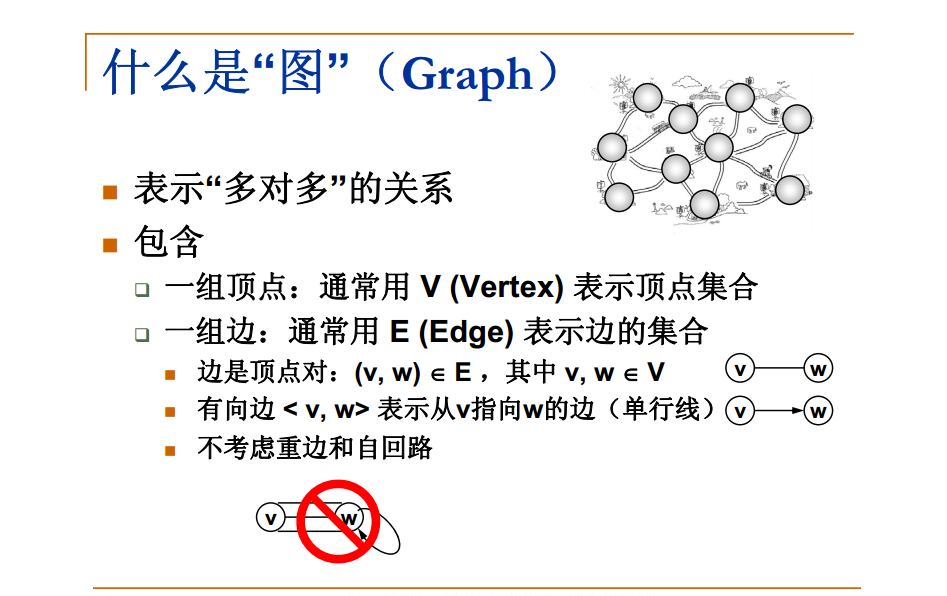 什么是“图”（Graph）
表示“多对多”的关系
包含
一组顶点：通常用 V (Vertex) 表示顶点集合
一组边：通常用 E (Edge) 表示边的集合
边是顶点对：(v, w) ∈ E ，其中 v, w ∈ V
v w
有向边 < v, w> 表示从v指向w的边（单行线）
v w
不考虑重边和自回路
v w